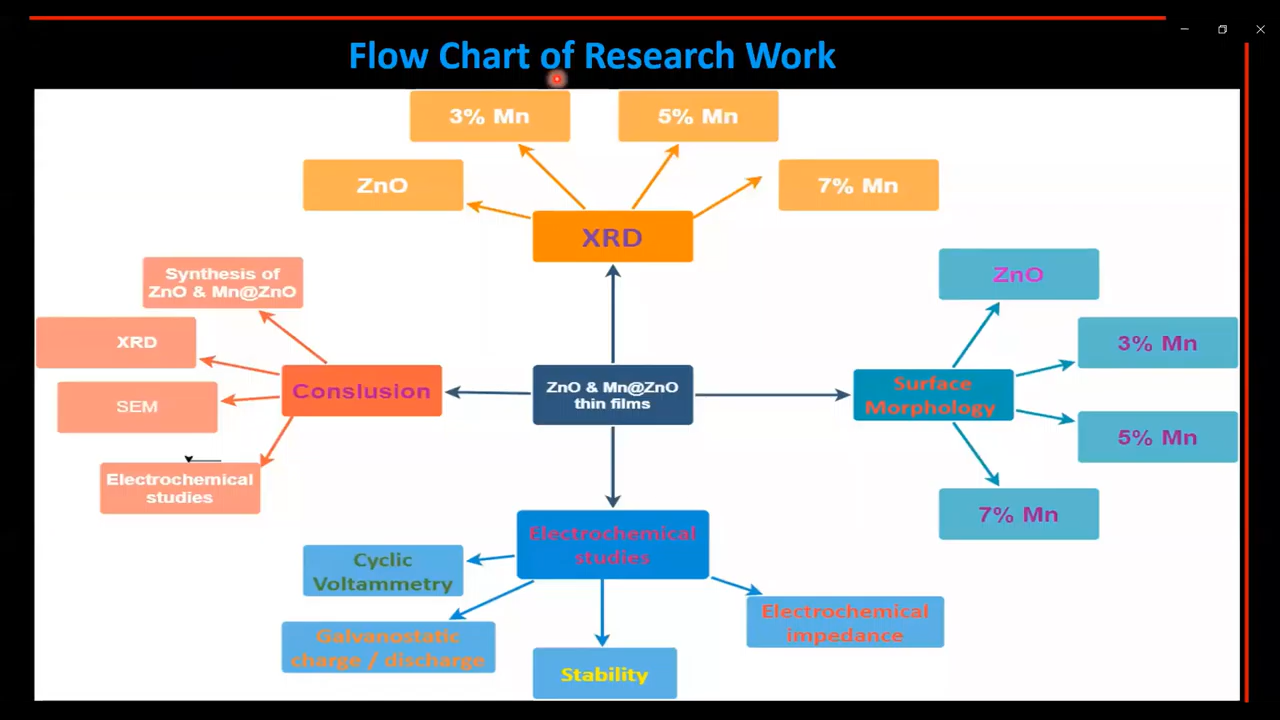 Flow Chart of Research Work
3% Mn
5% Mn
ZnO
7% Mn
XRD
Synthesis of
ZnO & Mn@ZnO
XRD
SEM
Electrochemical
studies
Conslusion
ZnO & Mn@ZnO
thin films
Surface
Morphology
ZnO
3% Mn
5% Mn
7% Mn
Electrochemical
studies
Cyclic
Voltammetry
Galvanostatic
charge / discharge
Stability
Electrochemical
impedance